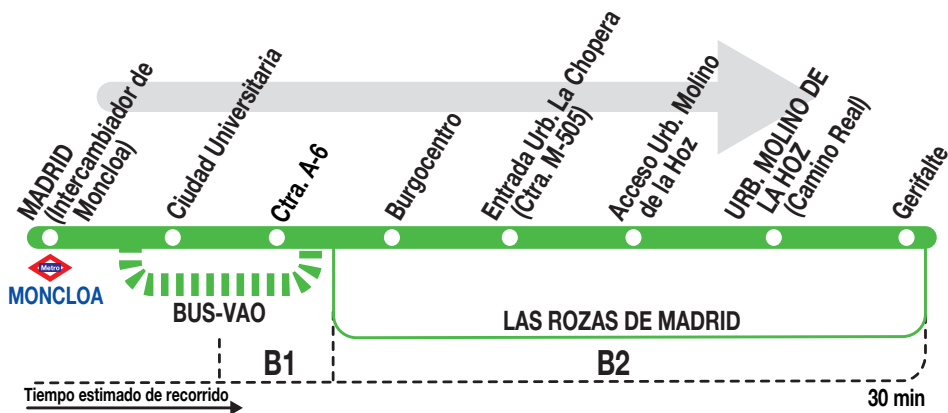 MADRID
(Intercambiador de
Moncloa)
Ciudad Universitaria
Ctra. A-6
Burgocentro
Entrada Urb. La Chopera
(Ctra. M-505)
Acceso Urb. Molino
de la Hoz
URB. MOLINO DE
LA HOZ
(Camino Real)
Gerifalte
Metro
MONCLOA
BUS-VAO
LAS ROZAS DE MADRID
B1
B2
Tiempo estimado de recorrido
30 min